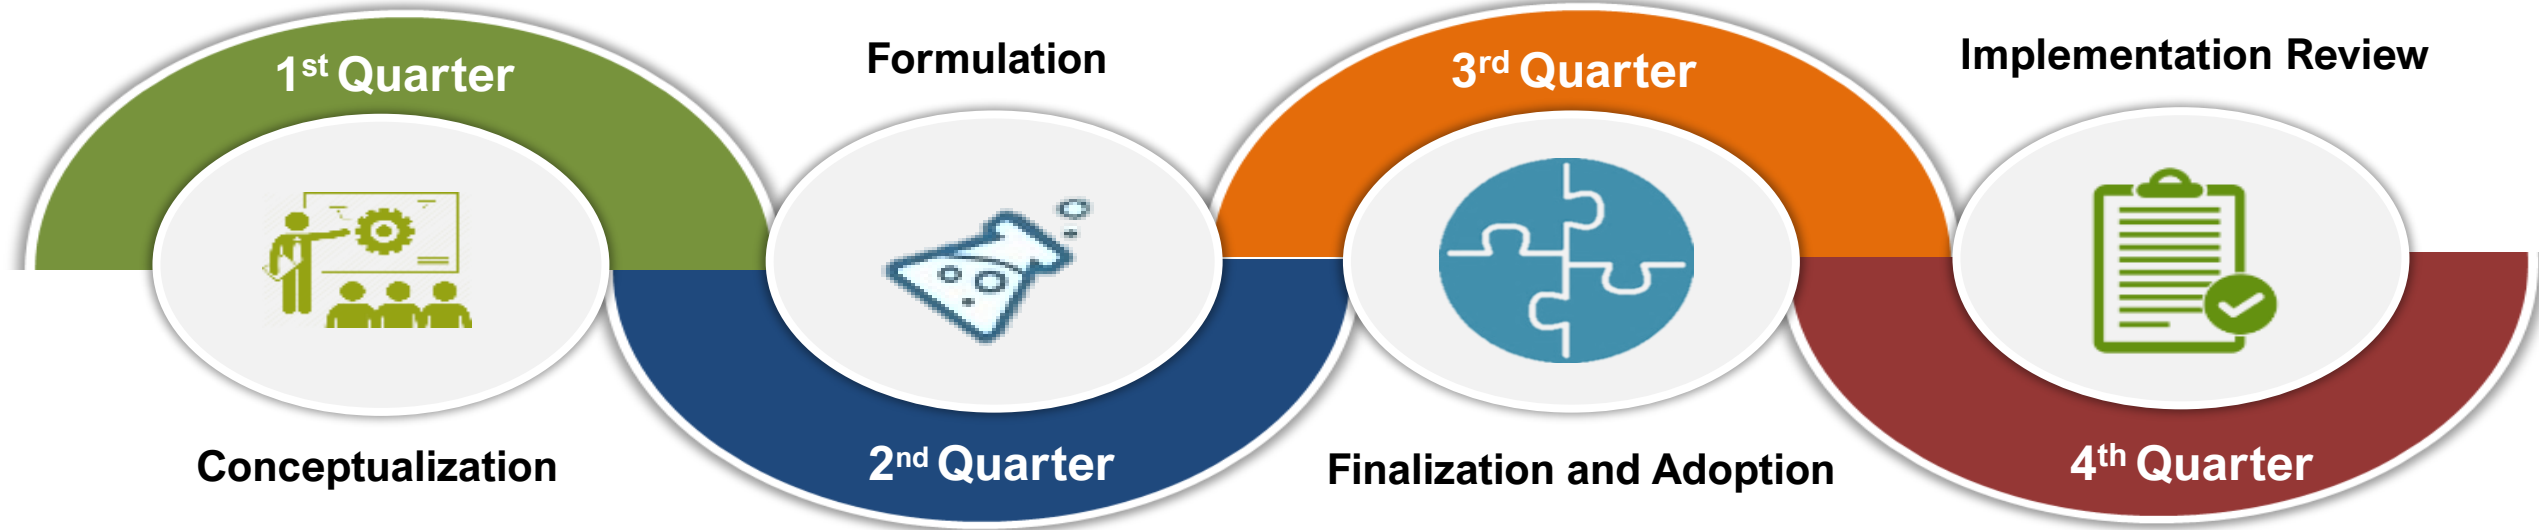 1st Quarter
Conceptualization
Formulation
2nd Quarter
3rd Quarter
Finalization and Adoption
Implementation Review
4th Quarter